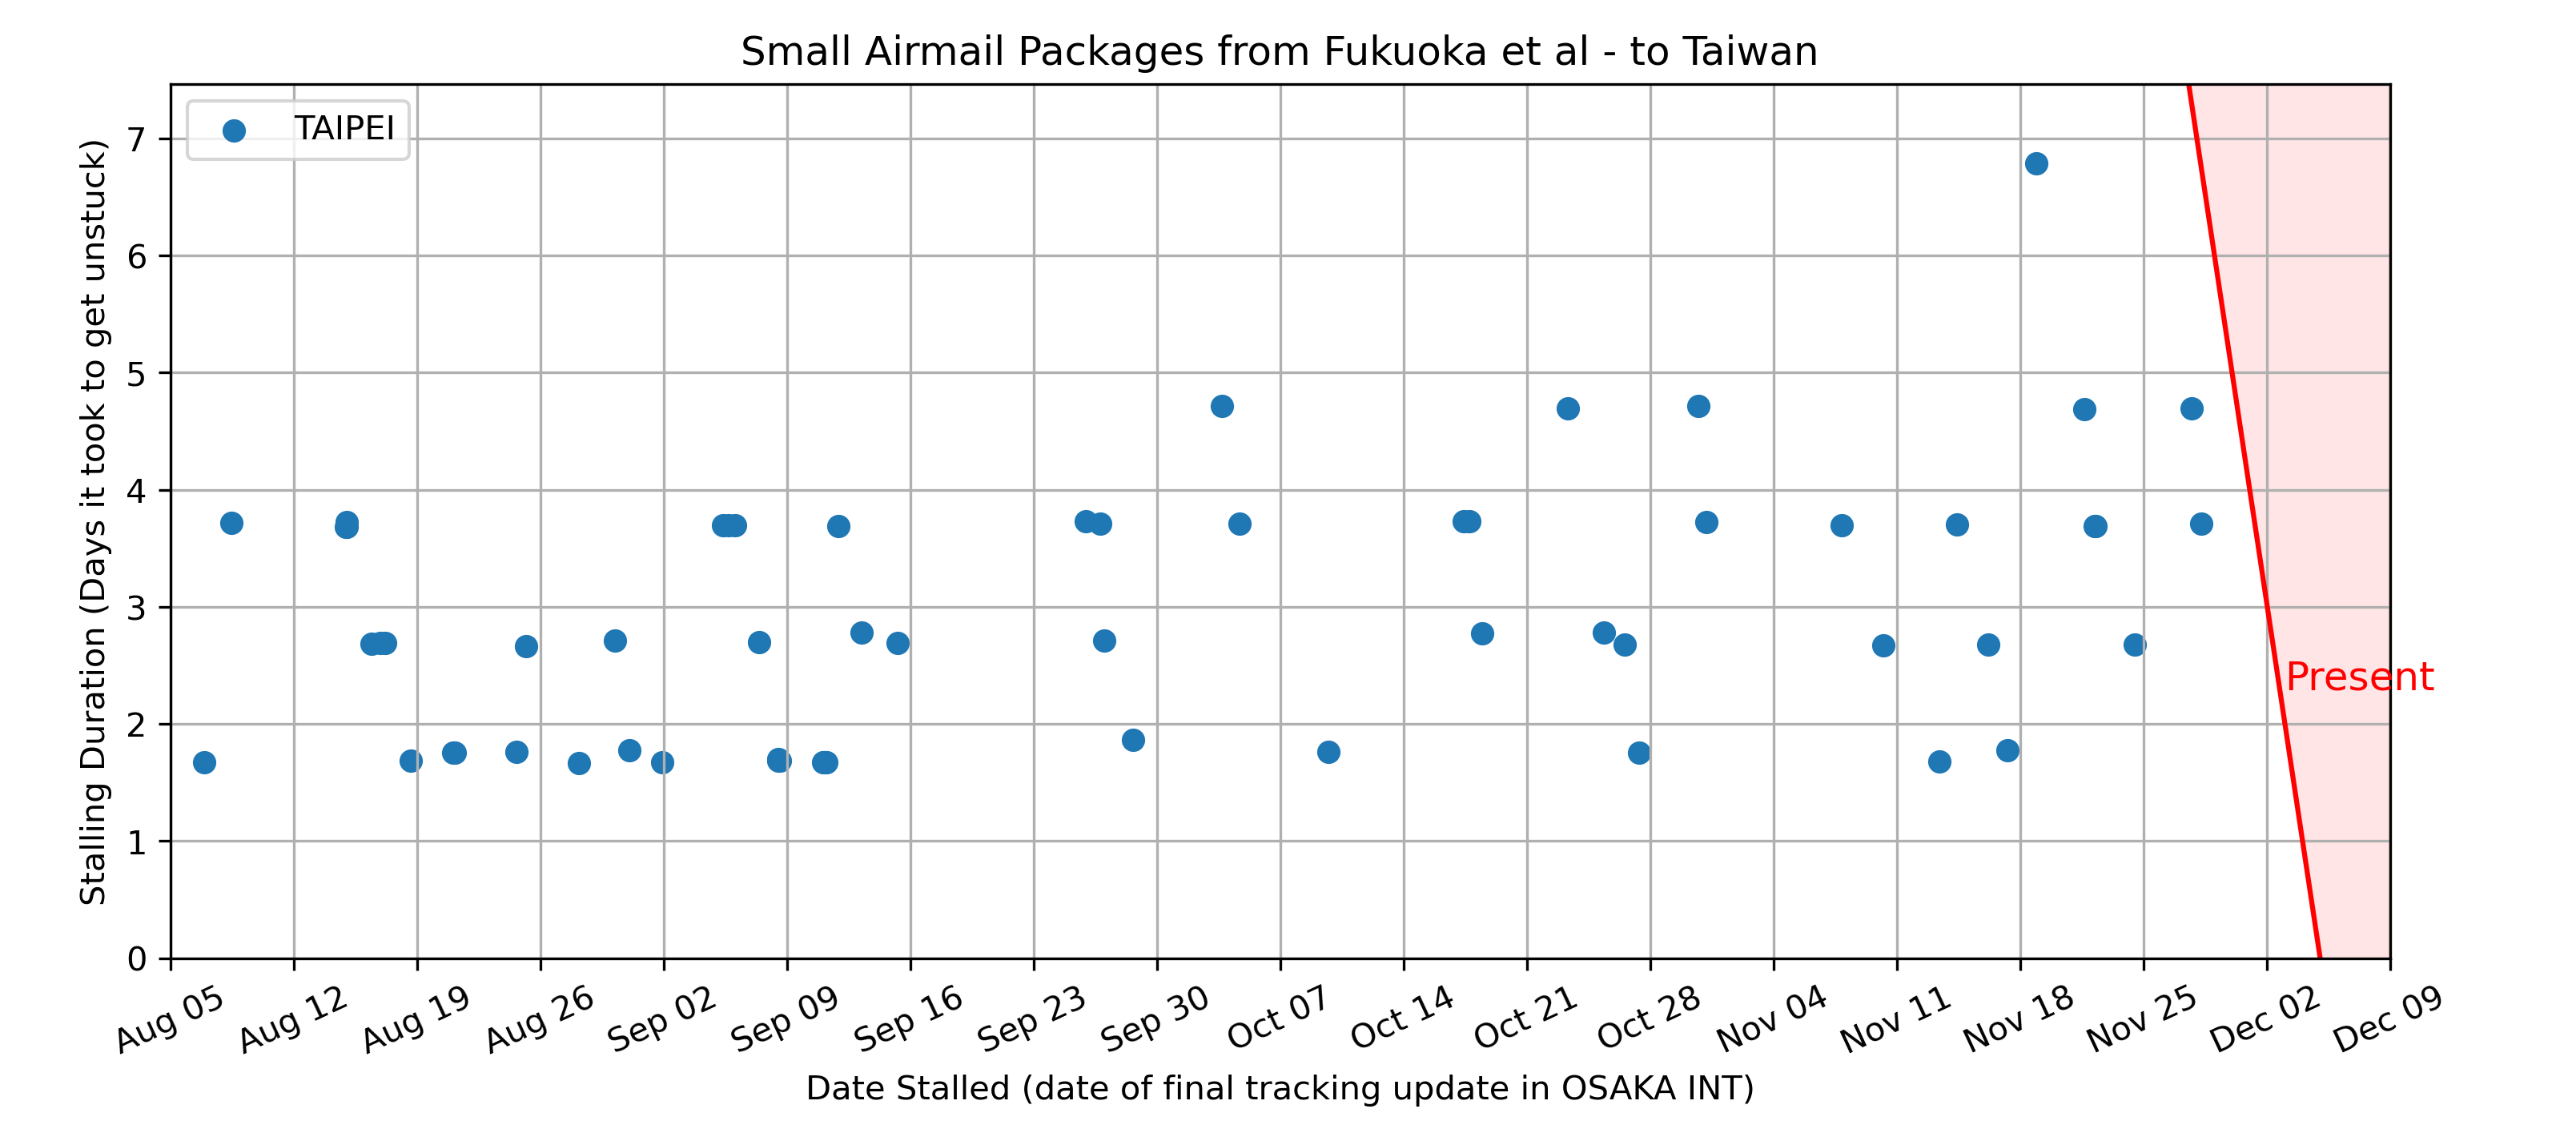 Small Airmail Packages from Fukuoka et al - to Taiwan
TAIPEI
Stalling Duration (Days it took to get unstuck)
7
6
5
4
3
2
1
0
Present
Aug 05
Aug 12
Aug 19
Aug 26
Sep 02
Sep 09
Sep 16
Sep 23
Sep 30
Oct 07
Oct 14
Oct 21
Oct 28
Nov 04
Nov 11
Nov 18
Nov 25
Dec 02
Dec 09
Date Stalled (date of final tracking update in OSAKA INT)